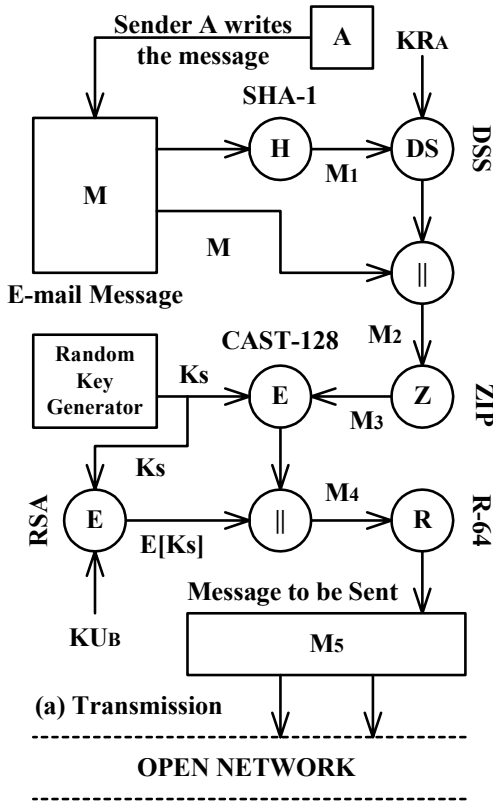 Sender A writes
the message
A
KRA
SHA-1
H
M1
DS
DSS
M
M
E-mail Message
||
M2
CAST-128
Random
Key
Generator
Ks
E
M3
Z
ZIP
Ks
RSA
E
E[Ks]
||
M4
R
R-64
KUB
Message to be Sent
M5
(a) Transmission
OPEN NETWORK